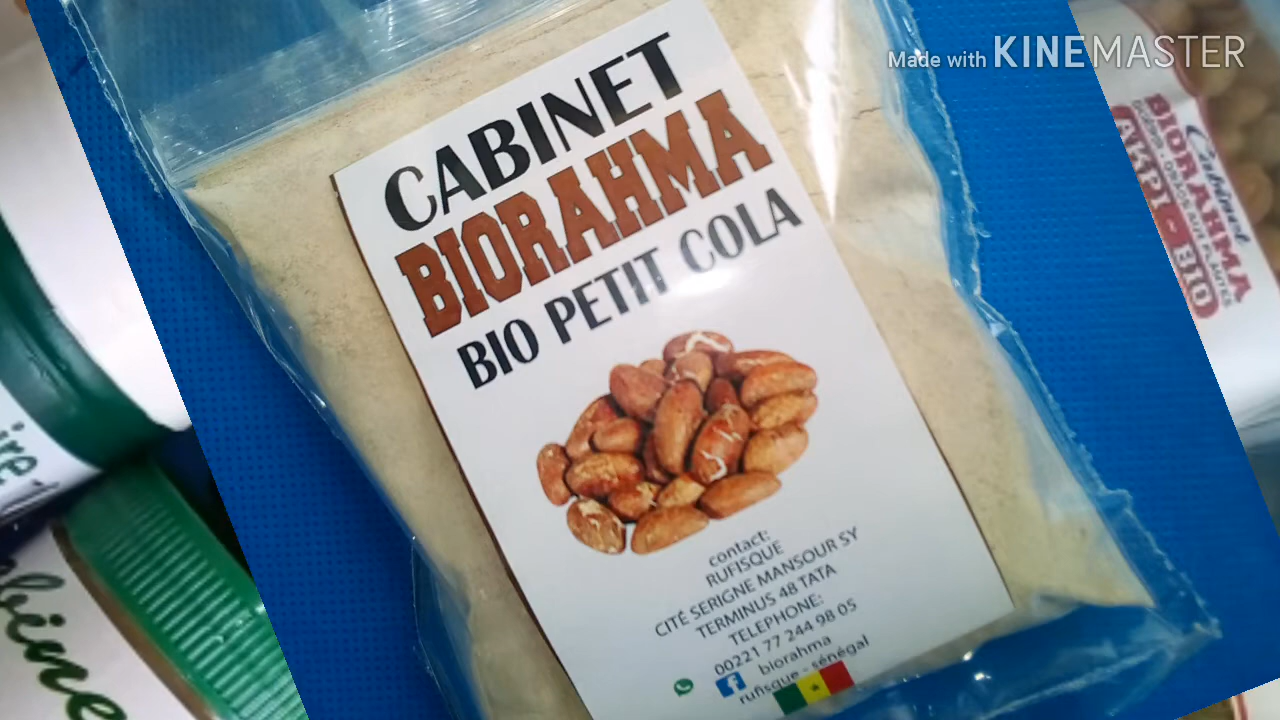 Made with KINEMASTER
CABINET
BIORAHMA
BIO PETIT COLA
contact:
RUFISQUE
CITÉ SERIGNE MANSOUR SY
TERMINUS 48 TATA
TELEPHONE:
00221 77 244 98 05
biorahma
rufisque - sénégal
Cabinet
BIORAHMA
AKPI - BIO